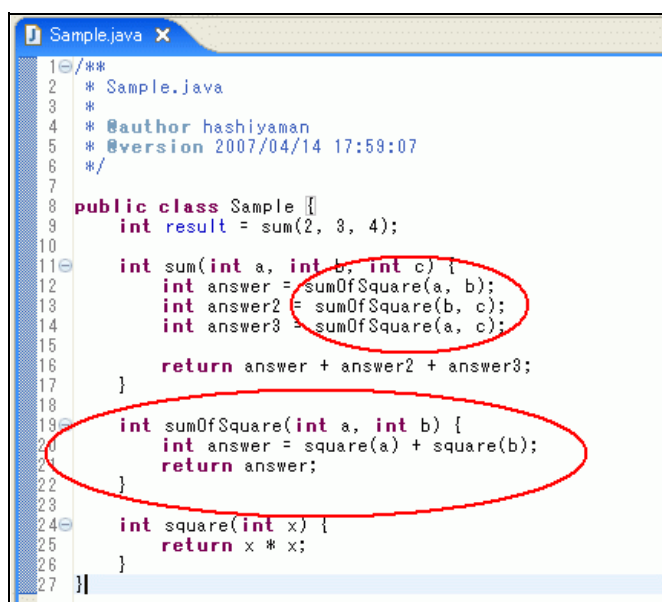 Sample.java
1 /**
2  * Sample.java
3  *
4  * @author hashiyaman
5  * @version 2007/04/14 17:59:07
6  */
7
8 public class Sample {
9     int result = sum(2, 3, 4);
10
11     int sum(int a, int b, int c) {
12         int answer = sumOfSquare(a, b);
13         int answer2 = sumOfSquare(b, c);
14         int answer3 = sumOfSquare(a, c);
15
16         return answer + answer2 + answer3;
17     }
18
19     int sumOfSquare(int a, int b) {
20         int answer = square(a) + square(b);
21         return answer;
22     }
23
24     int square(int x) {
25         return x * x;
26     }
27 }